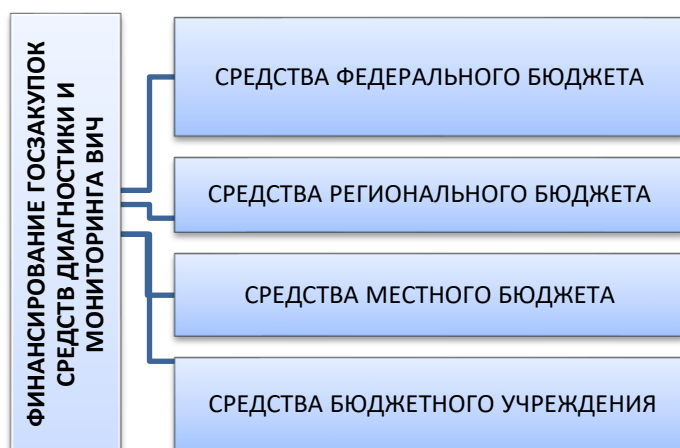 ФИНАНСИРОВАНИЕ ГОСЗАКУПОК
СРЕДСТВ ДИАГНОСТИКИ И
МОНИТОРИНГА ВИЧ
СРЕДСТВА ФЕДЕРАЛЬНОГО БЮДЖЕТА
СРЕДСТВА РЕГИОНАЛЬНОГО БЮДЖЕТА
СРЕДСТВА МЕСТНОГО БЮДЖЕТА
СРЕДСТВА БЮДЖЕТНОГО УЧРЕЖДЕНИЯ